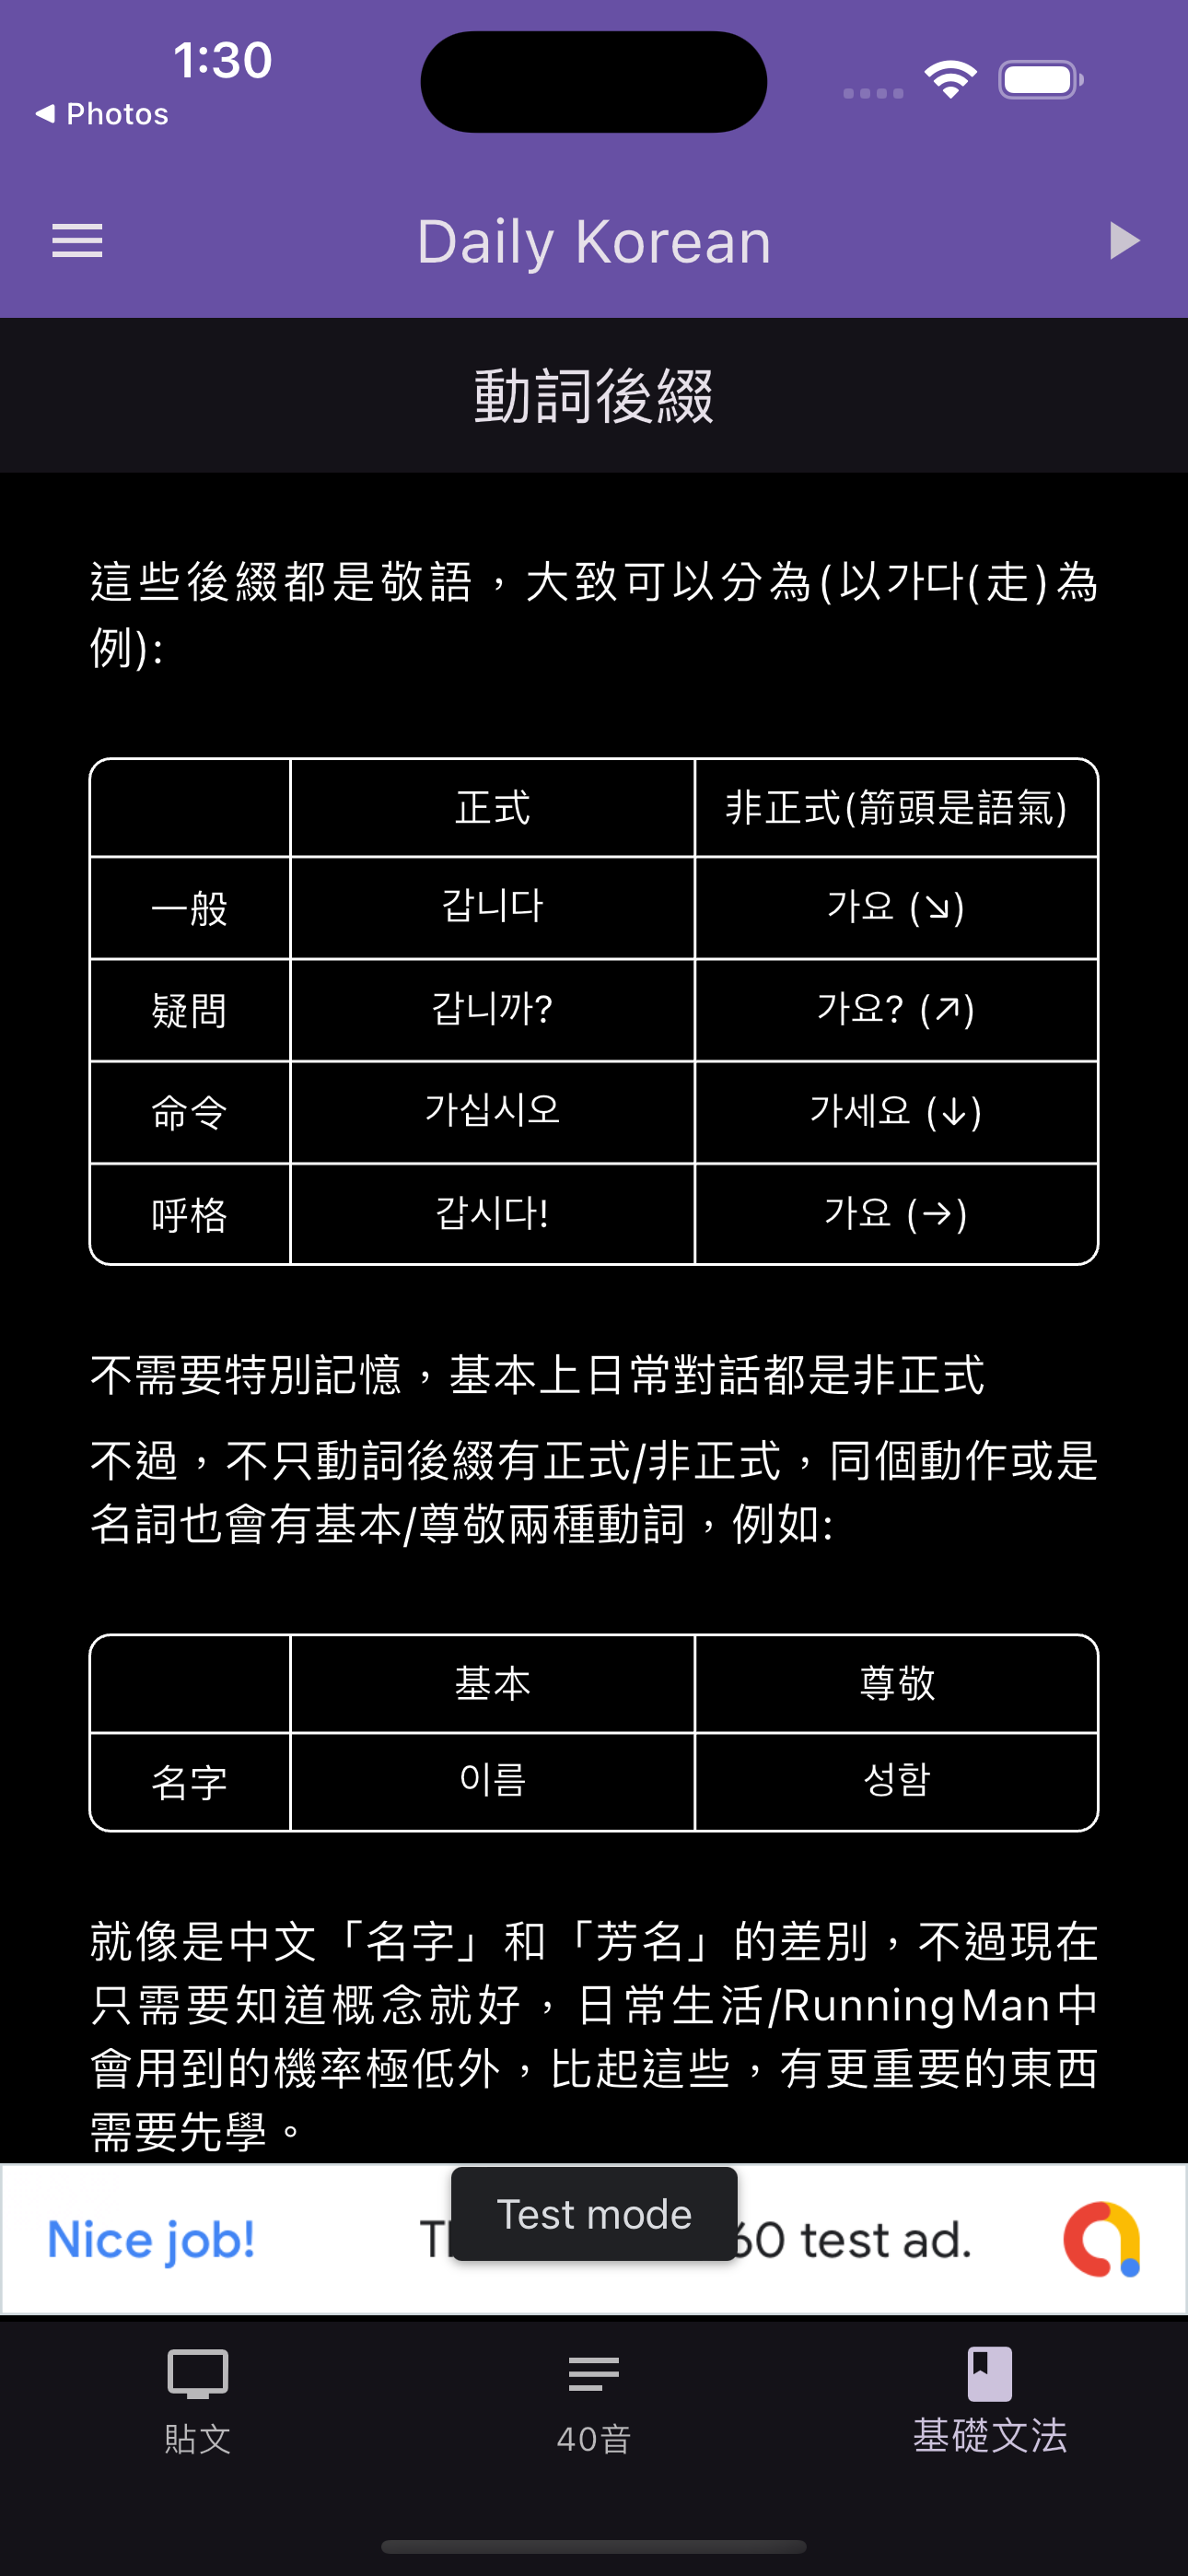 1:30
Photos
Daily Korean
動詞後綴
這些後綴都是敬語，大致可以分為(以가다(走)為
例):
正式 非正式(箭頭是語氣)
一般 갑니다 가요 (↘)
疑問 갑니까? 가요? (↗)
命令 가십시오 가세요 (↓)
呼格 갑시다! 가요 (→)
不需要特別記憶，基本上日常對話都是非正式
不過，不只動詞後綴有正式/非正式，同個動作或是
名詞也會有基本/尊敬兩種動詞，例如:
基本 尊敬
名字 이름 성함
就像是中文「名字」和「芳名」的差別，不過現在
只需要知道概念就好，日常生活/RunningMan中
會用到的機率極低外，比起這些，有更重要的東西
需要先學。
Test mode
Nice job! 60 test ad.
貼文 40音 基礎文法